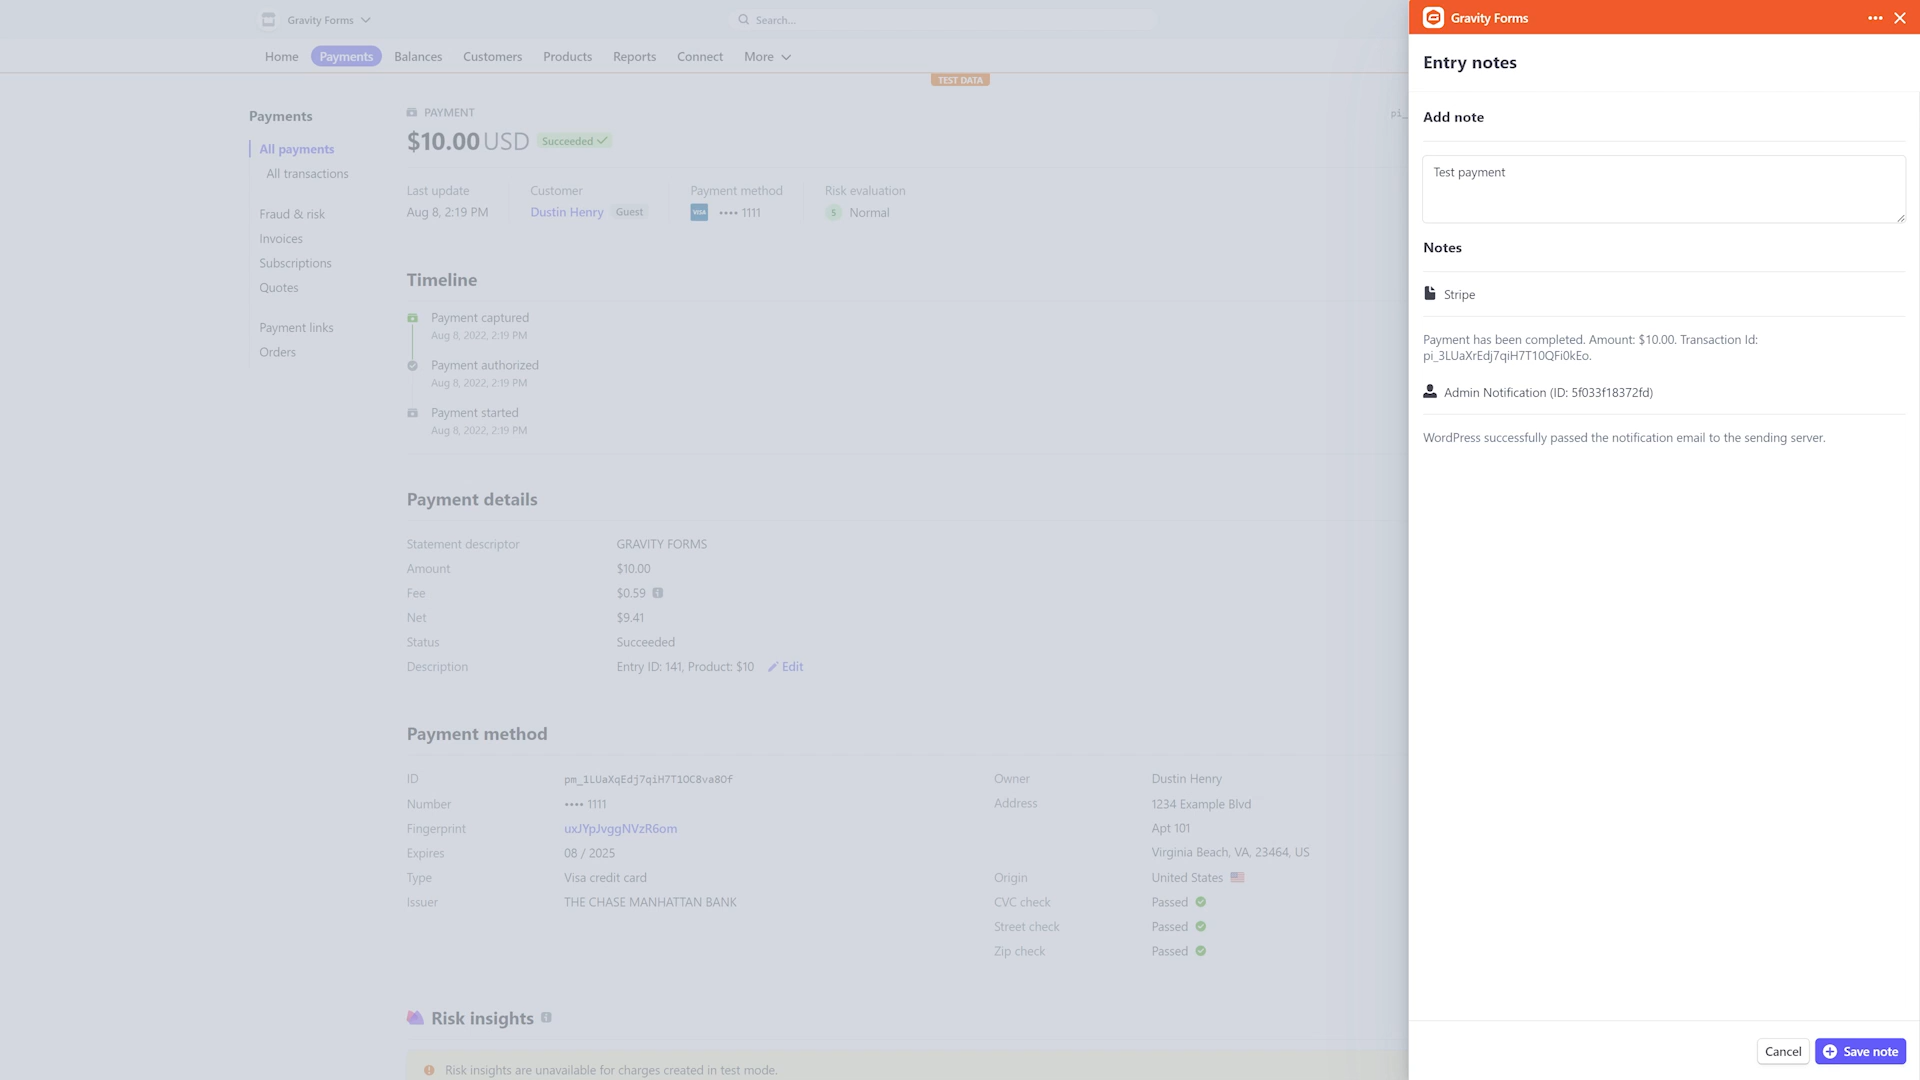 Gravity Forms
Search...
Home Payments Balances Customers Products Reports Connect More
TEST DATA
Payments
All payments
All transactions
Fraud & risk
Invoices
Subscriptions
Quotes
Payment links
Orders
PAYMENT
pi_
$10.00 USD Succeeded
Last update
Aug 8, 2:19 PM
Customer
Dustin Henry Guest
Payment method
VISA •••• 1111
Risk evaluation
5 Normal
Timeline
Payment captured
Aug 8, 2022, 2:19 PM
Payment authorized
Aug 8, 2022, 2:19 PM
Payment started
Aug 8, 2022, 2:19 PM
Payment details
Statement descriptor GRAVITY FORMS
Amount $10.00
Fee $0.59
Net $9.41
Status Succeeded
Description Entry ID: 141, Product: $10 Edit
Payment method
ID pm_1LUaXqEdj7qiH7T1OC8va8Of
Number •••• 1111
Fingerprint uxJYpJvggNVzR6om
Expires 08 / 2025
Type Visa credit card
Issuer THE CHASE MANHATTAN BANK
Owner Dustin Henry
Address 1234 Example Blvd
Apt 101
Virginia Beach, VA, 23464, US
Origin United States
CVC check Passed
Street check Passed
Zip check Passed
Risk insights
Risk insights are unavailable for charges created in test mode.
Gravity Forms
Entry notes
Add note
Test payment
Notes
Stripe
Payment has been completed. Amount: $10.00. Transaction Id:
pi_3LUaXrEdj7qiH7T10QFi0kEo.
Admin Notification (ID: 5f033f18372fd)
WordPress successfully passed the notification email to the sending server.
Cancel Save note